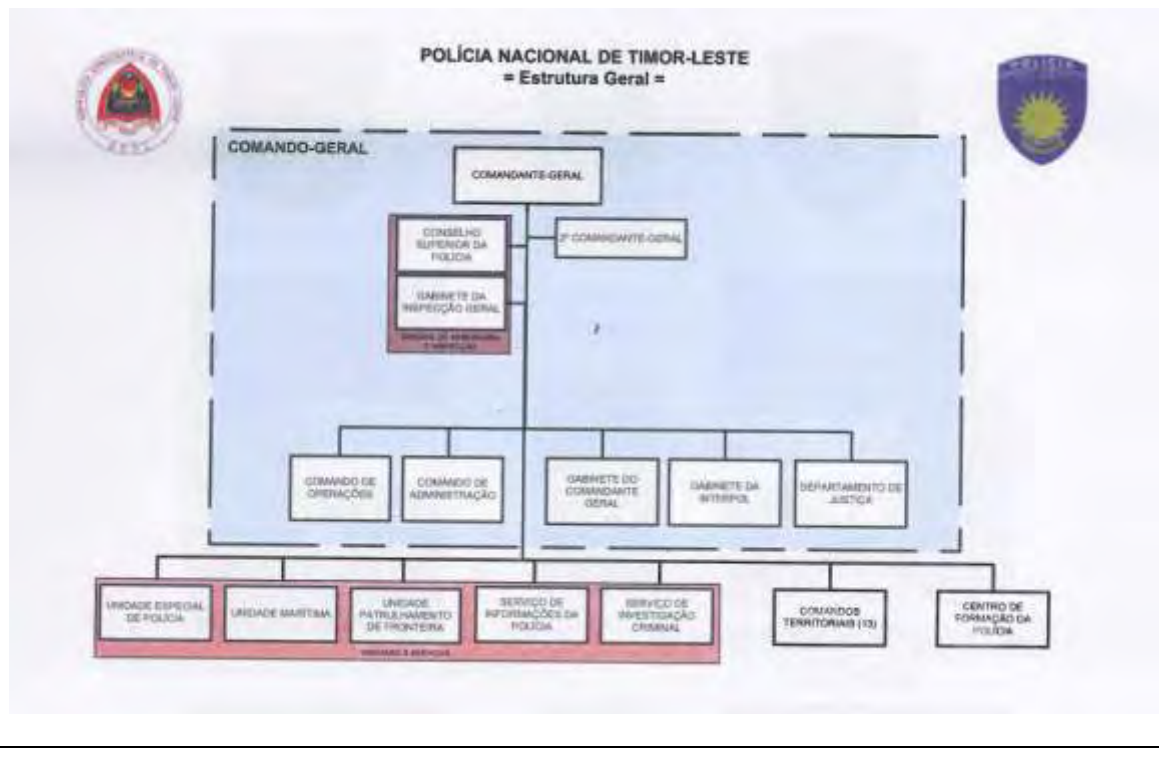 POLÍCIA NACIONAL DE TIMOR-LESTE
= Estrutura Geral =
POLICIA
COMANDO-GERAL
COMANDANTE-GERAL
CONSELHO
SUPERIOR DA
POLÍCIA
2º COMANDANTE-GERAL
GABINETE DA
INSPECÇÃO GERAL
COMANDO DE
OPERAÇÕES
COMANDO DE
ADMINISTRAÇÃO
GABINETE DO
COMANDANTE
GERAL
GABINETE DA
INTERPOL
DEPARTAMENTO DE
JUSTIÇA
UNIDADE ESPECIAL
DE POLÍCIA
UNIDADE MARÍTIMA
UNIDADE
PATRULHAMENTO
DE FRONTEIRA
SERVIÇO DE
INFORMAÇÕES DA
POLÍCIA
SERVIÇO DE
INVESTIGAÇÃO
CRIMINAL
COMANDOS
TERRITORIAIS (13)
CENTRO DE
FORMAÇÃO DA
POLÍCIA